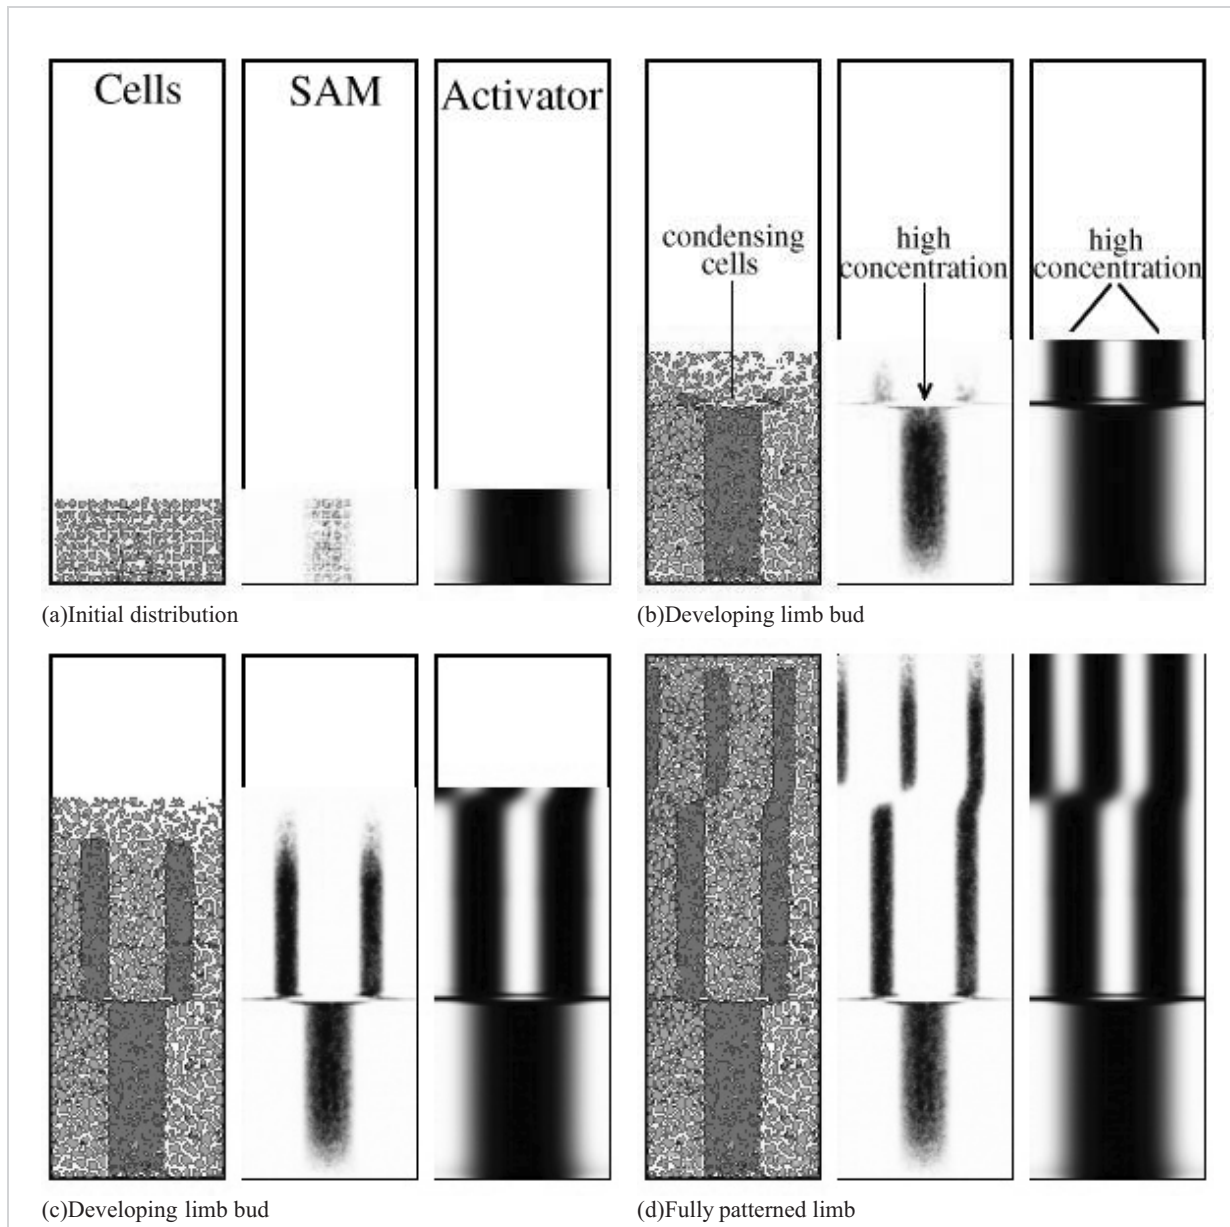 Cells SAM Activator
condensing
cells
high
concentration
high
concentration
(a)Initial distribution
(b)Developing limb bud
(c)Developing limb bud
(d)Fully patterned limb